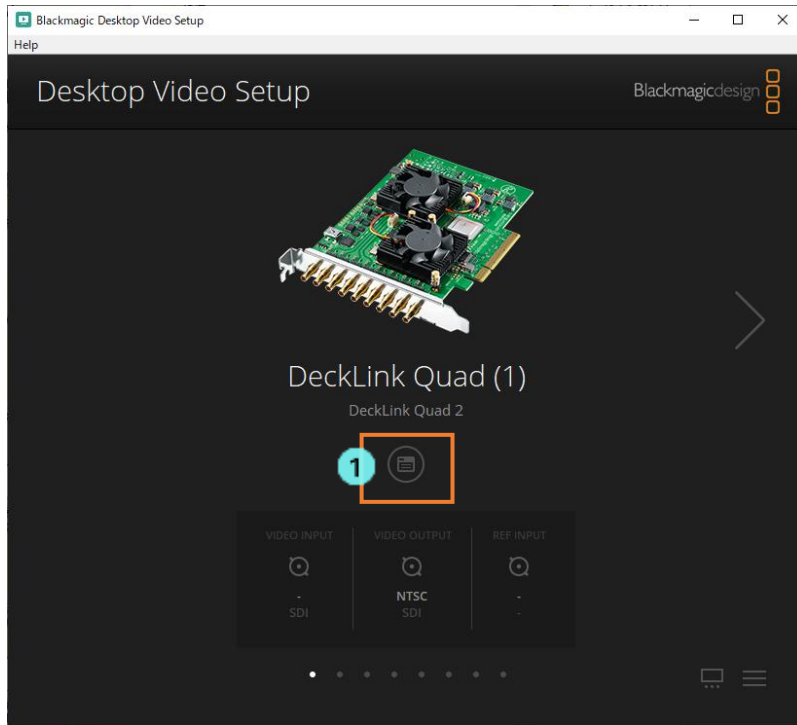 Blackmagic Desktop Video Setup
Help
Desktop Video Setup
Blackmagicdesign
DeckLink Quad (1)
DeckLink Quad 2
1
VIDEO INPUT VIDEO OUTPUT REF INPUT
- NTSC -
SDI SDI -